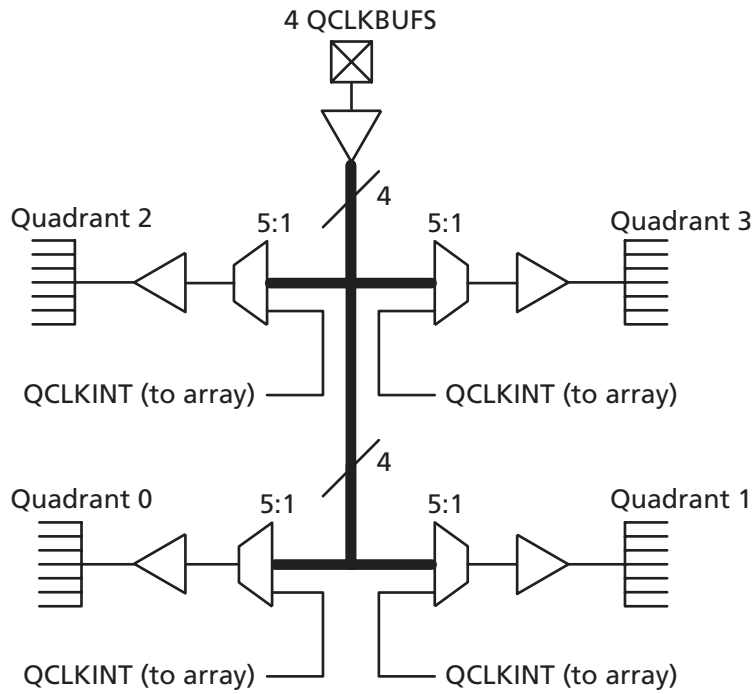 4 QCLKBUFS
4
Quadrant 2
5:1
5:1
Quadrant 3
QCLKINT (to array)
QCLKINT (to array)
4
Quadrant 0
5:1
5:1
Quadrant 1
QCLKINT (to array)
QCLKINT (to array)